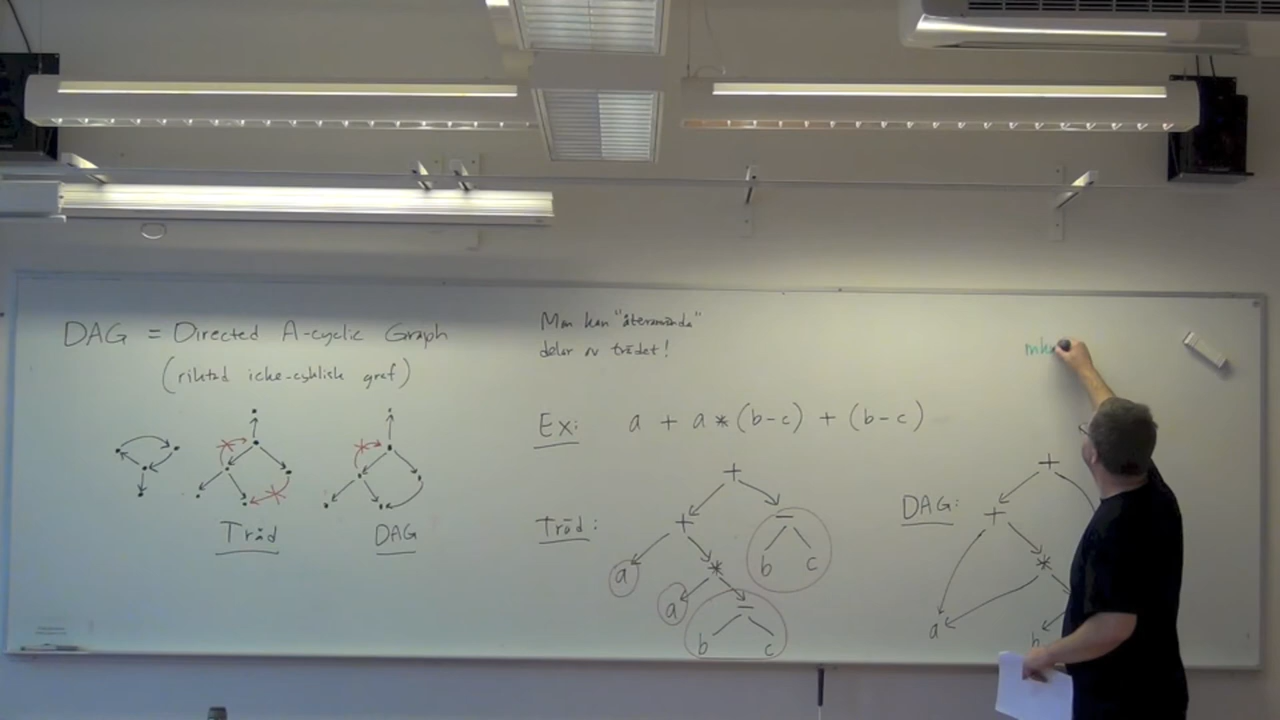 DAG = Directed A-cyclic Graph
(riktad icke-cyklisk graf)
Träd
DAG
Man kan "återanvända"
delar av trädet!
Ex: a + a * (b-c) + (b-c)
Träd:
+
+ -
a * b c
a -
b c
DAG:
+
+
*
a
b
mk